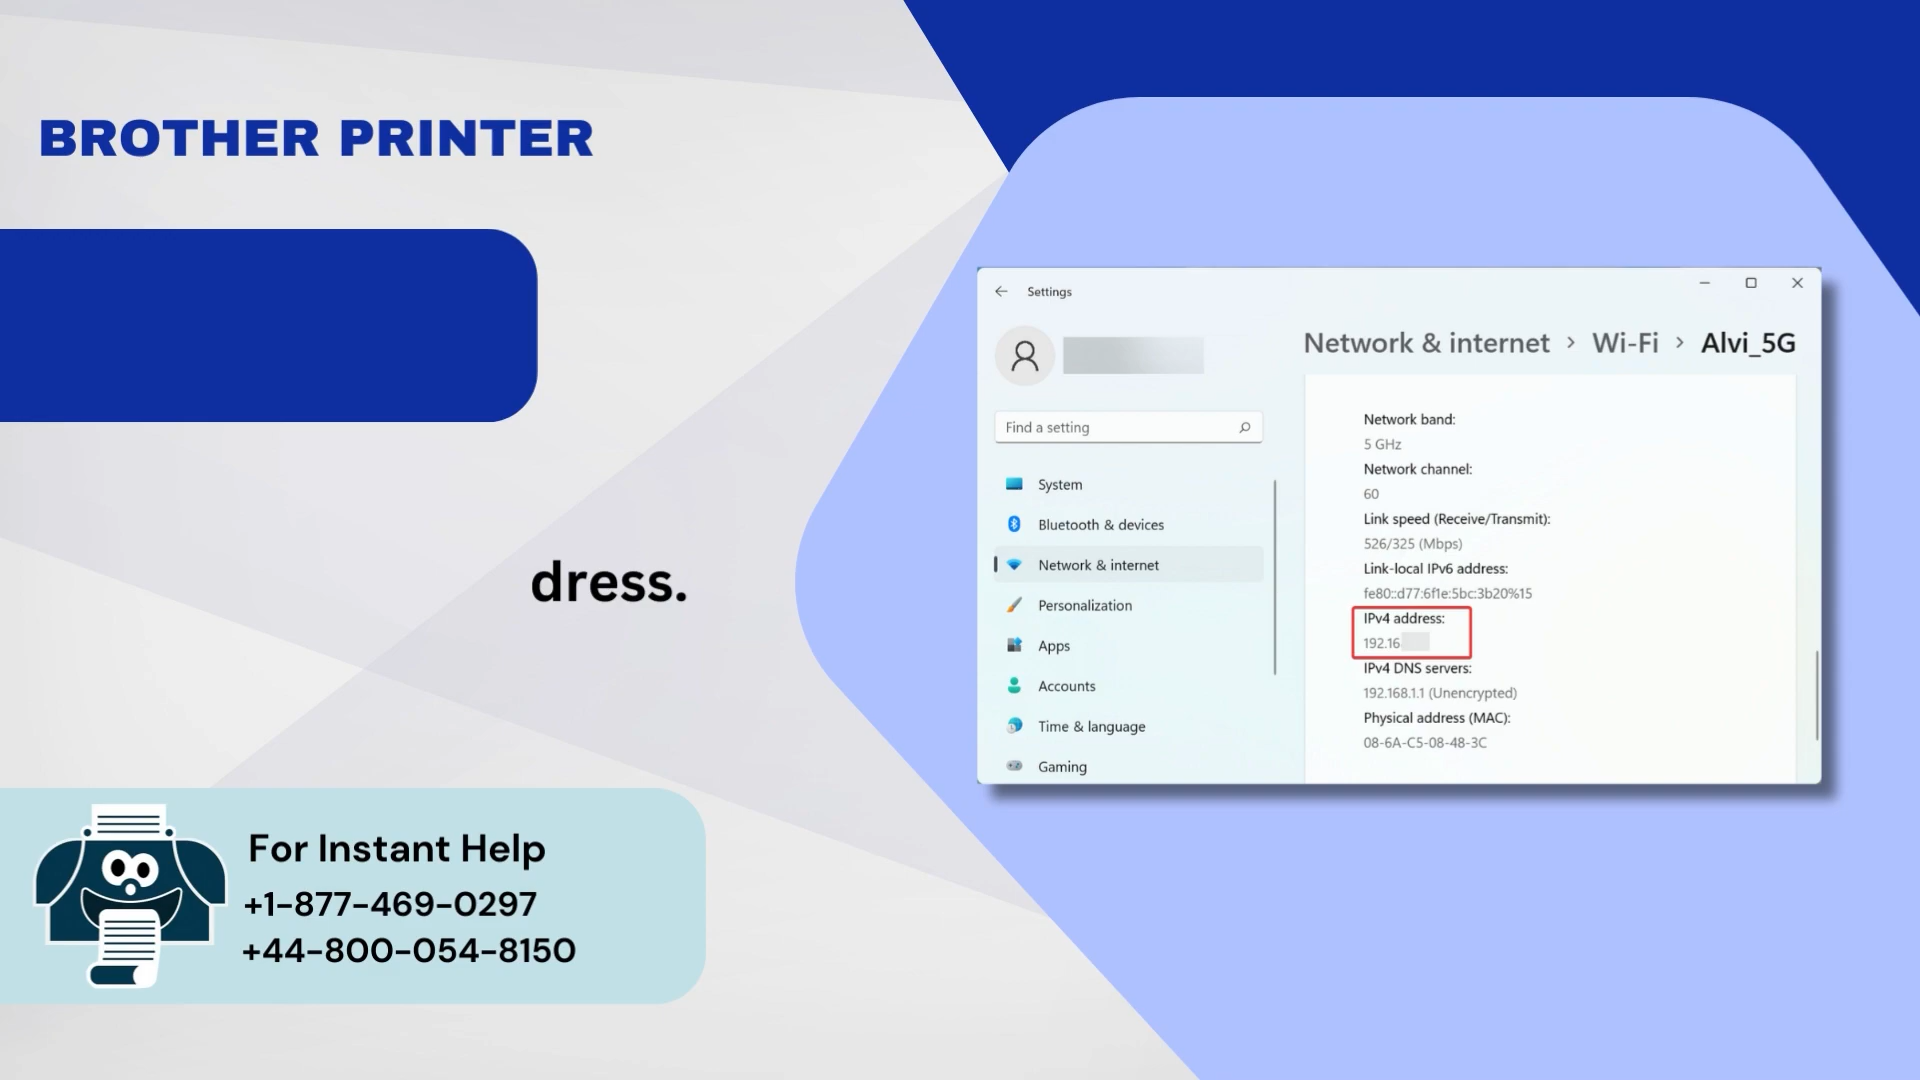 BROTHER PRINTER
dress.
For Instant Help
+1-877-469-0297
+44-800-054-8150
Settings
Find a setting
System
Bluetooth & devices
Network & internet
Personalization
Apps
Accounts
Time & language
Gaming
Network & internet › Wi-Fi › Alvi_5G
Network band:
5 GHz
Network channel:
60
Link speed (Receive/Transmit):
526/325 (Mbps)
Link-local IPv6 address:
fe80::d77:6f1e:5bc:3b20%15
IPv4 address:
192.16
IPv4 DNS servers:
192.168.1.1 (Unencrypted)
Physical address (MAC):
08-6A-C5-08-48-3C